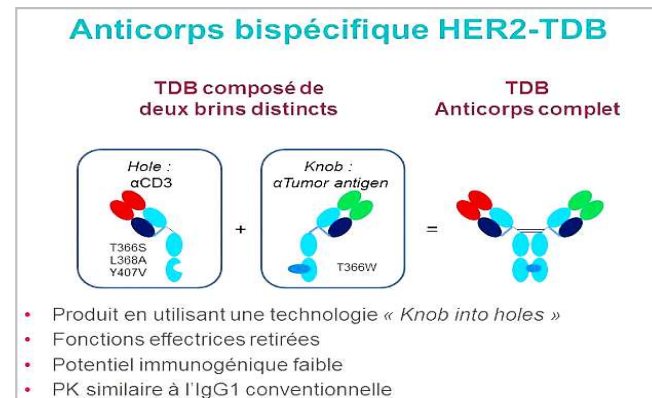 Anticorps bispécifique HER2-TDB
TDB composé de
deux brins distincts
TDB
Anticorps complet
Hole :
αCD3
T366S
L368A
Y407V
+
Knob :
αTumor antigen
T366W
=
• Produit en utilisant une technologie « Knob into holes »
• Fonctions effectrices retirées
• Potentiel immunogénique faible
• PK similaire à l'IgG1 conventionnelle